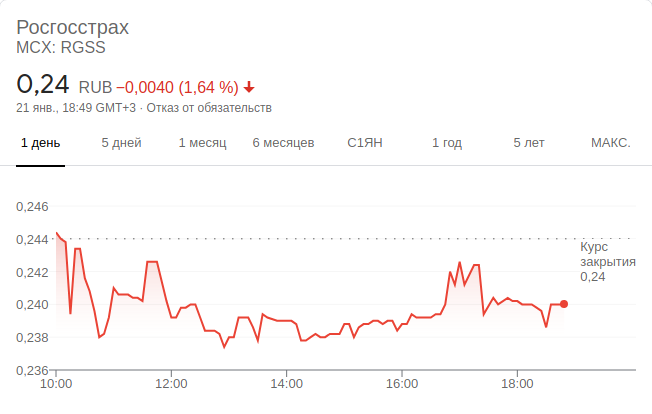 Росгосстрах
MCX: RGSS
0,24 RUB −0,0040 (1,64 %)
21 янв., 18:49 GMT+3 · Отказ от обязательств
1 день 5 дней 1 месяц 6 месяцев С1ЯН 1 год 5 лет МАКС.
0,246
0,244
Курс
закрытия
0,24
0,242
0,240
0,238
0,236
10:00 12:00 14:00 16:00 18:00